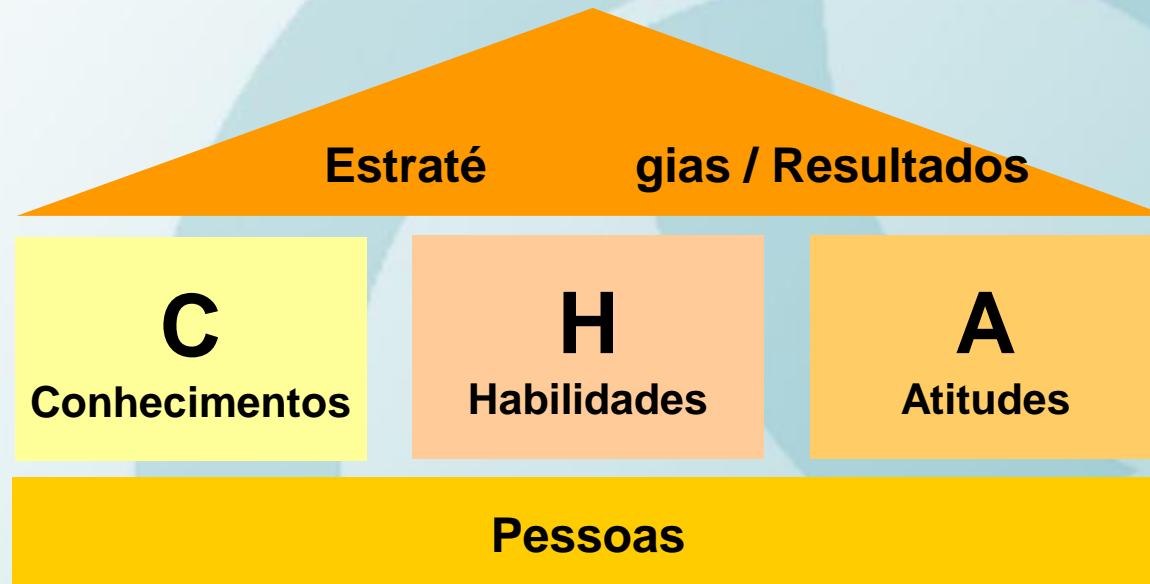 Estraté gias / Resultados
C
Conhecimentos
H
Habilidades
A
Atitudes
Pessoas